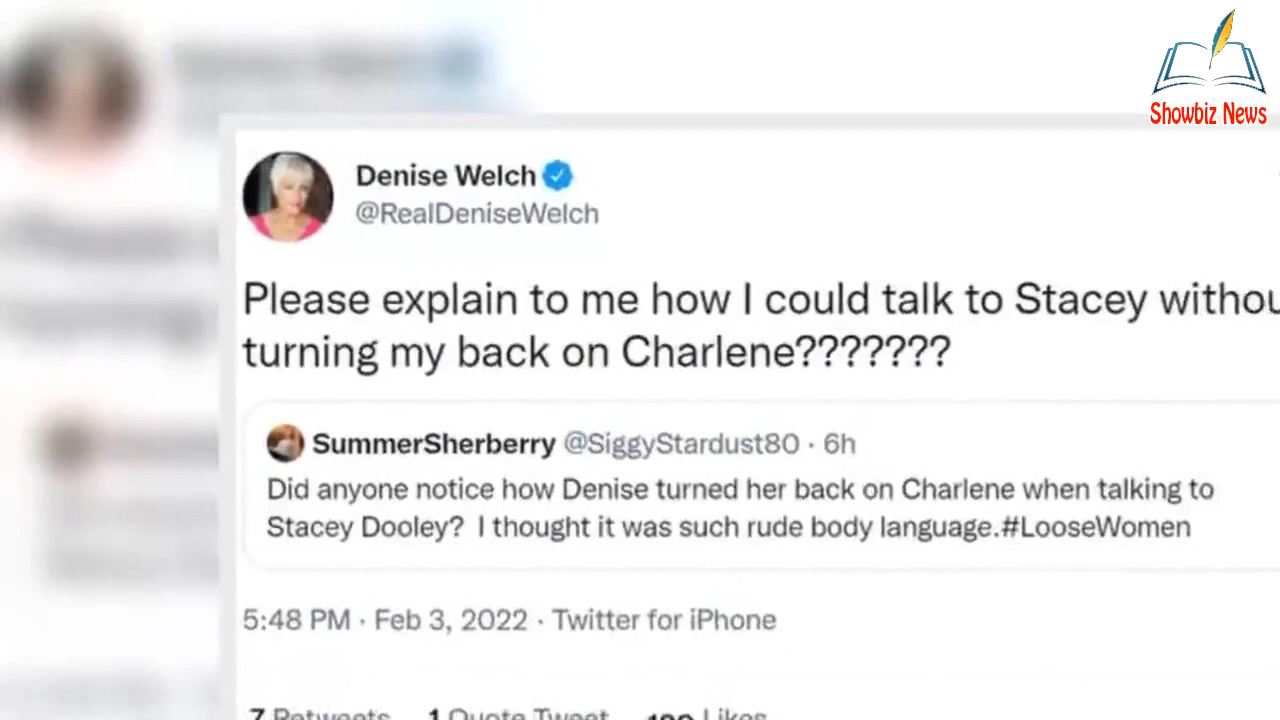 Showbiz News
Denise Welch
@RealDeniseWelch
Please explain to me how I could talk to Stacey withou
turning my back on Charlene???????
SummerSherberry @SiggyStardust80 · 6h
Did anyone notice how Denise turned her back on Charlene when talking to
Stacey Dooley? I thought it was such rude body language.#LooseWomen
5:48 PM · Feb 3, 2022 · Twitter for iPhone
7 Retweets 1 Quote Tweet Likes